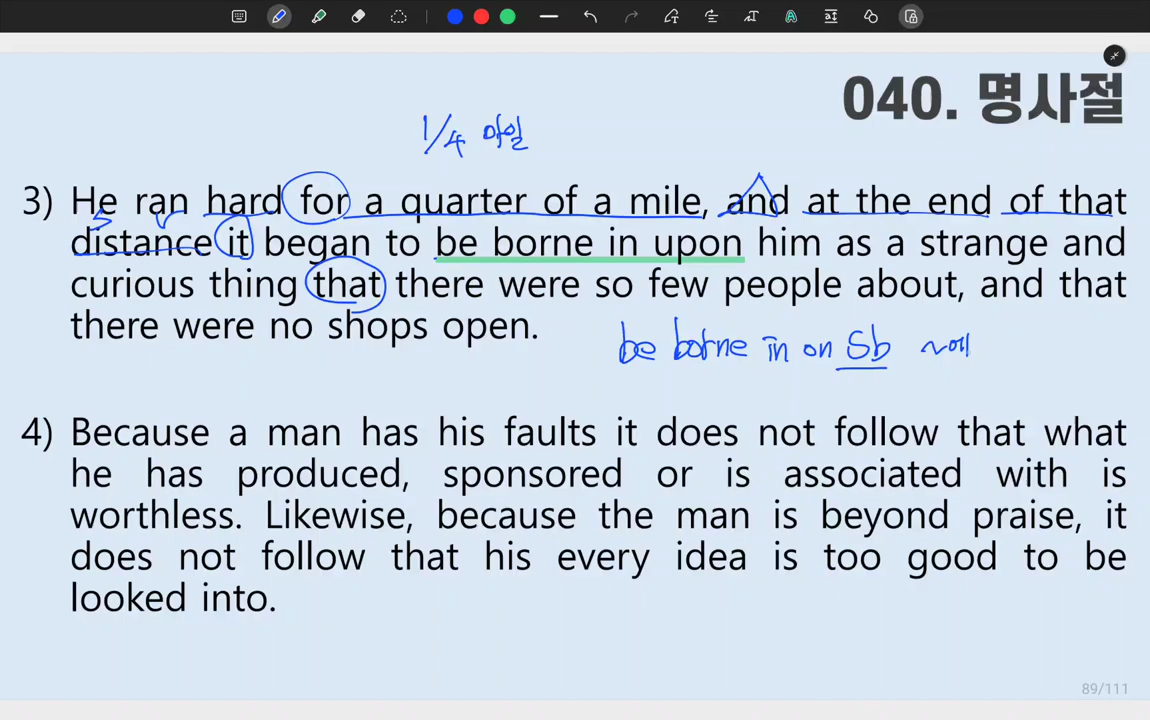 040. 명사절
1/4 마일
3) He ran hard for a quarter of a mile, and at the end of that
S V
distance it began to be borne in upon him as a strange and
curious thing that there were so few people about, and that
there were no shops open.
be borne in on Sb ~에
4) Because a man has his faults it does not follow that what
he has produced, sponsored or is associated with is
worthless. Likewise, because the man is beyond praise, it
does not follow that his every idea is too good to be
looked into.
89/111